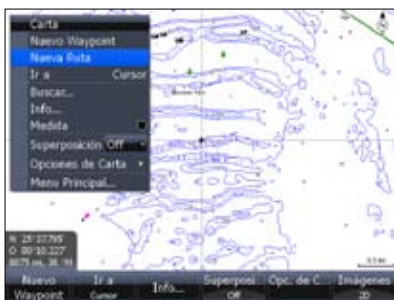 Carta
Nuevo Waypoint
Nueva Ruta
Ir a Cursor
Buscar...
Info...
Medida
Superposición Off
Opciones de Carta
Menu Principal...
Nuevo Waypoint
Ir a Cursor
Info...
Superposi. Off
Opc. de C
Imágenes 2D